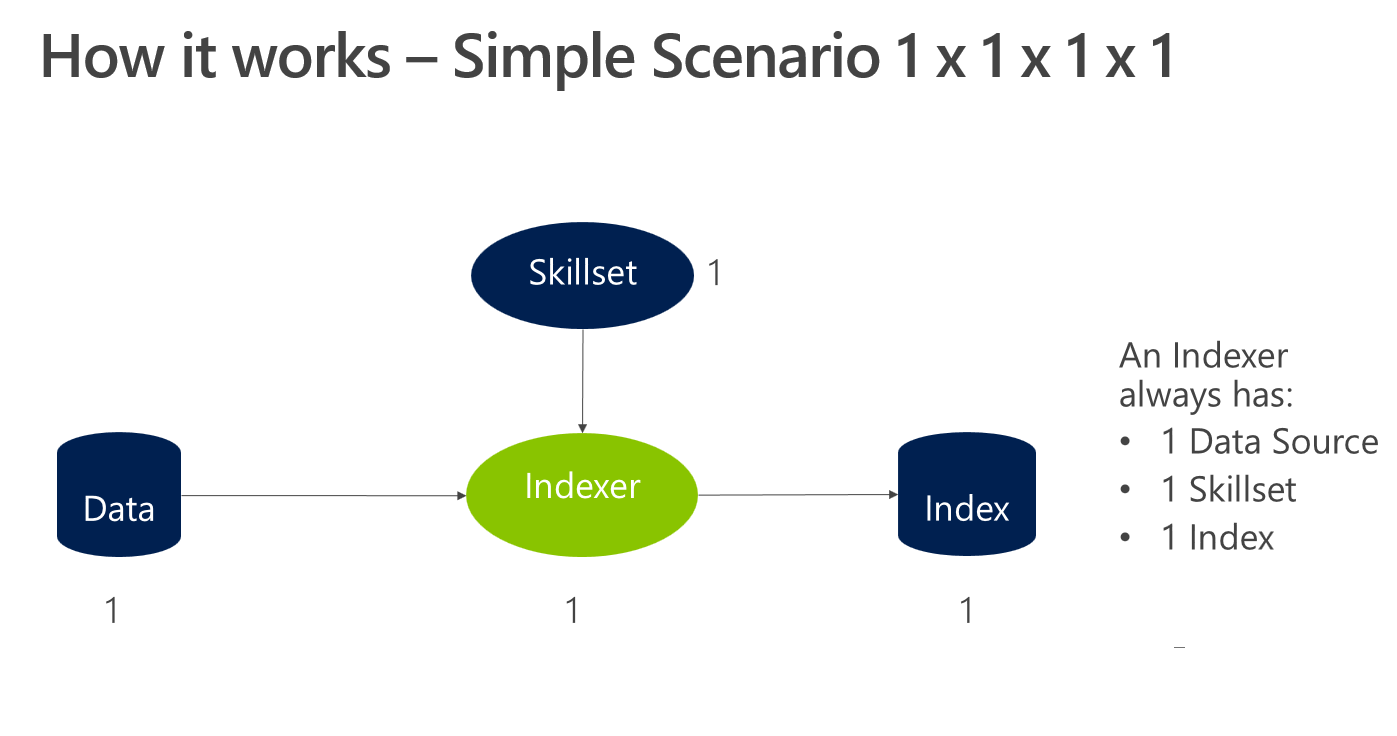 How it works – Simple Scenario 1 x 1 x 1 x 1
Skillset
1
Data
1
Indexer
1
Index
1
An Indexer
always has:
• 1 Data Source
• 1 Skillset
• 1 Index